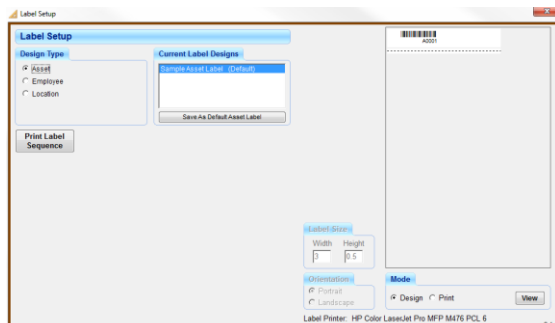 Label Setup
Label Setup
Design Type
Asset
Employee
Location
Current Label Designs
Sample Asset Label (Default)
Save As Default Asset Label
Print Label
Sequence
A0001
Label Size
Width Height
3 0.5
Orientation
Portrait
Landscape
Mode
Design Print
View
Label Printer: HP Color LaserJet Pro MFP M476 PCL 6